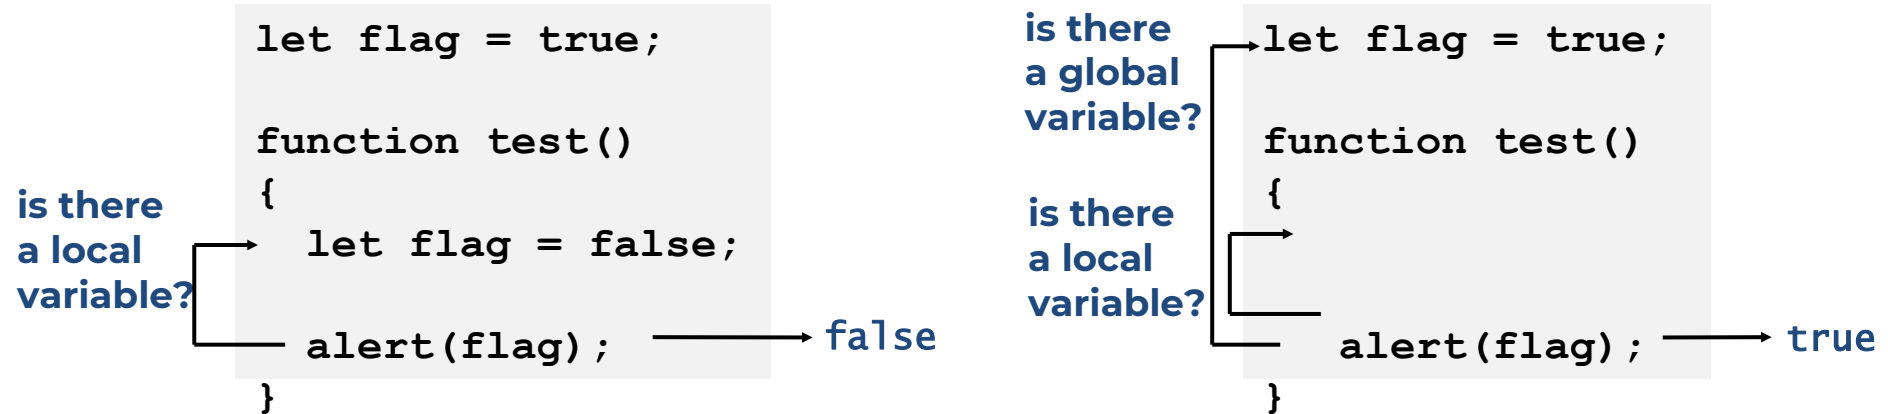 let flag = true;
function test()
{
is there
a local
variable?
let flag = false;
alert(flag);
false
}
is there
a global
variable?
let flag = true;
function test()
{
is there
a local
variable?
alert(flag);
true
}